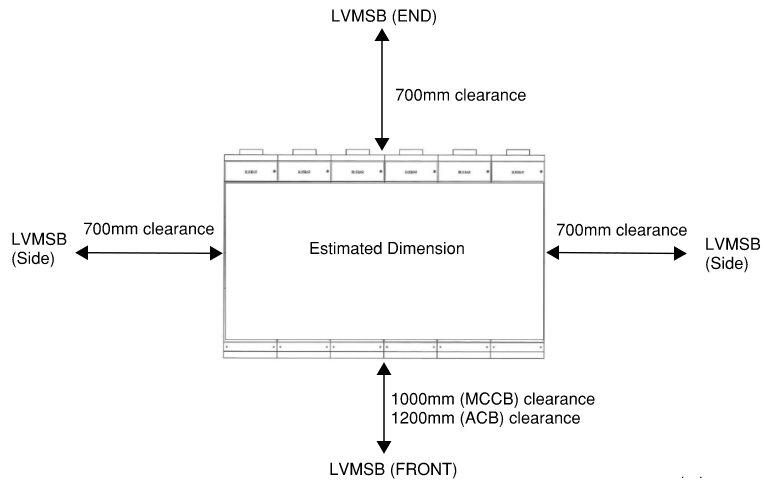 LVMSB (END)
700mm clearance
LVMSB
(Side)
700mm clearance
Estimated Dimension
700mm clearance
LVMSB
(Side)
1000mm (MCCB) clearance
1200mm (ACB) clearance
LVMSB (FRONT)